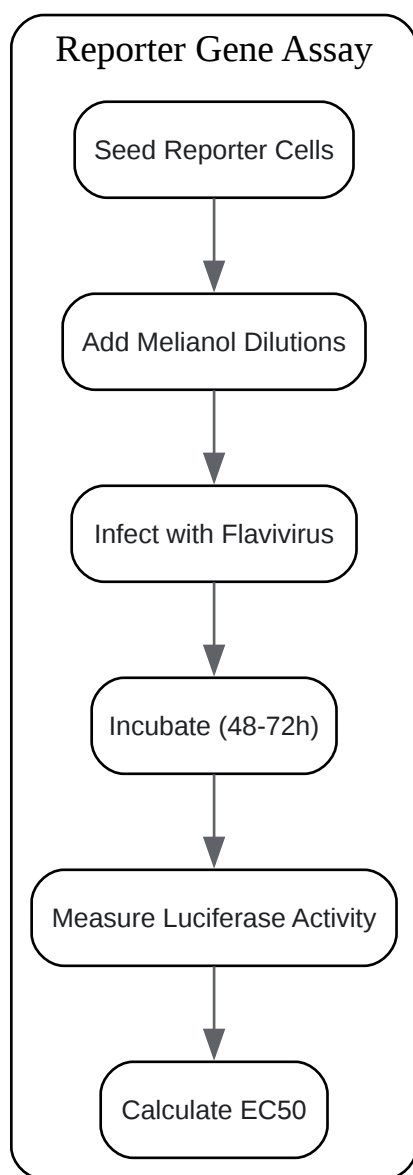 Reporter Gene Assay
Seed Reporter Cells
Add Melianol Dilutions
Infect with Flavivirus
Incubate (48-72h)
Measure Luciferase Activity
Calculate EC50